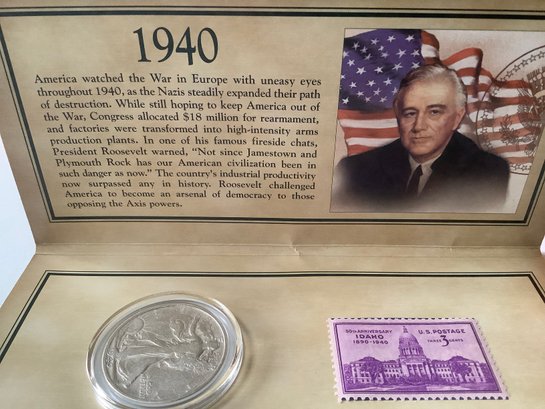 1940
America watched the War in Europe with uneasy eyes
throughout 1940, as the Nazis steadily expanded their path
of destruction. While still hoping to keep America out of
the War, Congress allocated $18 million for rearmament,
and factories were transformed into high-intensity arms
production plants. In one of his famous fireside chats,
President Roosevelt warned, "Not since Jamestown and
Plymouth Rock has our American civilization been in
such danger as now." The country's industrial productivity
now surpassed any in history. Roosevelt challenged
America to become an arsenal of democracy to those
opposing the Axis powers.
50TH ANNIVERSARY
IDAHO
1890-1940
U.S. POSTAGE
THREE 3 CENTS